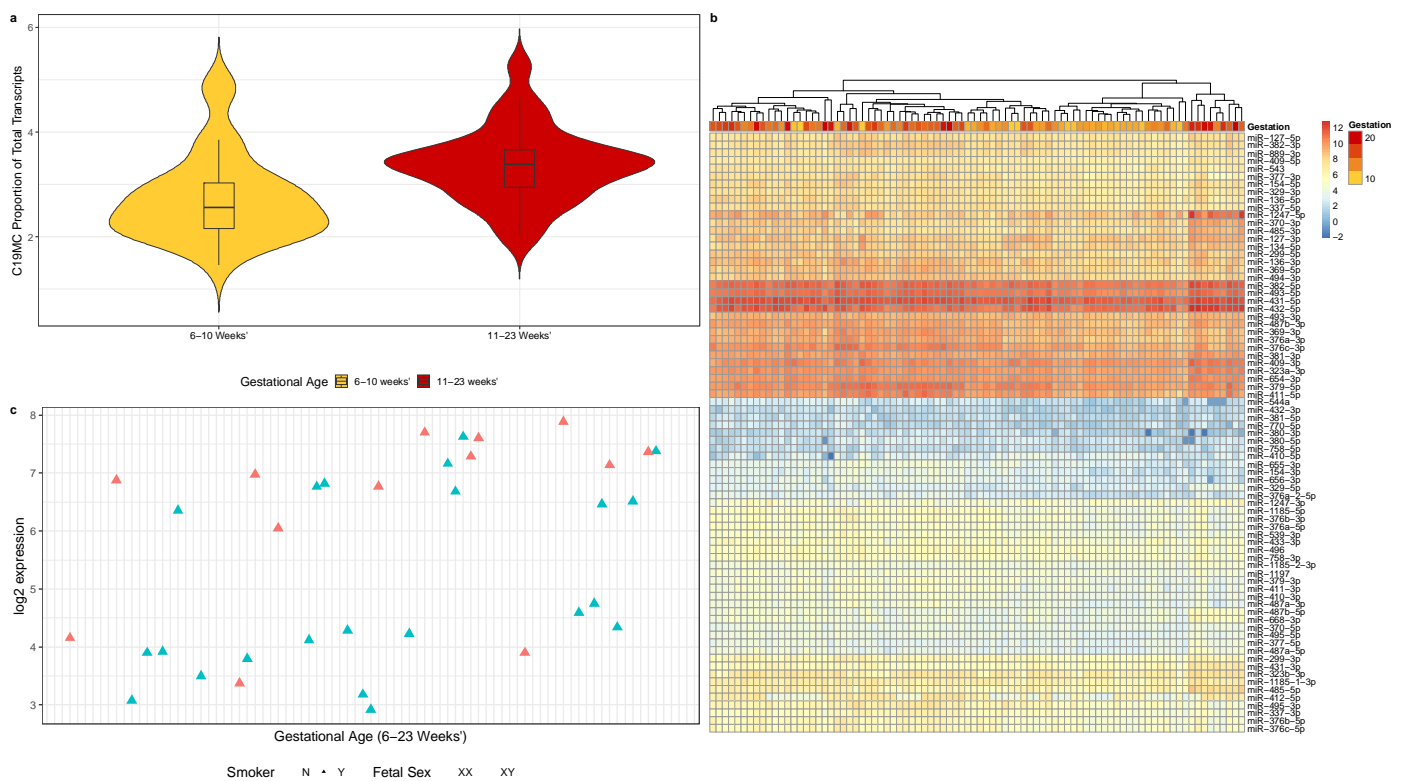 a
C19MC Proportion of Total Transcripts
6
4
2
6−10 Weeks'
11−23 Weeks'
Gestational Age
6−10 weeks'
11−23 weeks'
b
Gestation
miR−127−5p
miR−382−3p
miR−889−3p
miR−409−5p
miR−543
miR−377−3p
miR−154−5p
miR−329−3p
miR−136−5p
miR−337−5p
miR−1247−5p
miR−370−3p
miR−485−3p
miR−127−3p
miR−134−5p
miR−299−5p
miR−136−3p
miR−369−5p
miR−494−3p
miR−382−5p
miR−493−5p
miR−431−5p
miR−432−5p
miR−493−3p
miR−487b−3p
miR−369−3p
miR−376a−3p
miR−376c−3p
miR−381−3p
miR−409−3p
miR−323a−3p
miR−654−3p
miR−379−5p
miR−411−5p
miR−544a
miR−432−3p
miR−381−5p
miR−770−5p
miR−380−3p
miR−380−5p
miR−758−5p
miR−410−5p
miR−655−3p
miR−154−3p
miR−656−3p
miR−329−5p
miR−376a−2−5p
miR−1247−3p
miR−1185−5p
miR−376b−3p
miR−376a−5p
miR−539−3p
miR−433−3p
miR−496
miR−758−3p
miR−1185−2−3p
miR−1197
miR−379−3p
miR−411−3p
miR−410−3p
miR−487a−3p
miR−487b−5p
miR−668−3p
miR−370−5p
miR−495−5p
miR−377−5p
miR−487a−5p
miR−299−3p
miR−431−3p
miR−323b−3p
miR−1185−1−3p
miR−485−5p
miR−412−5p
miR−495−3p
miR−337−3p
miR−376b−5p
miR−376c−5p
12
10
8
6
4
2
0
−2
Gestation
20
10
c
log2 expression
8
7
6
5
4
3
Gestational Age (6−23 Weeks')
Smoker
N
Y
Fetal Sex
XX
XY